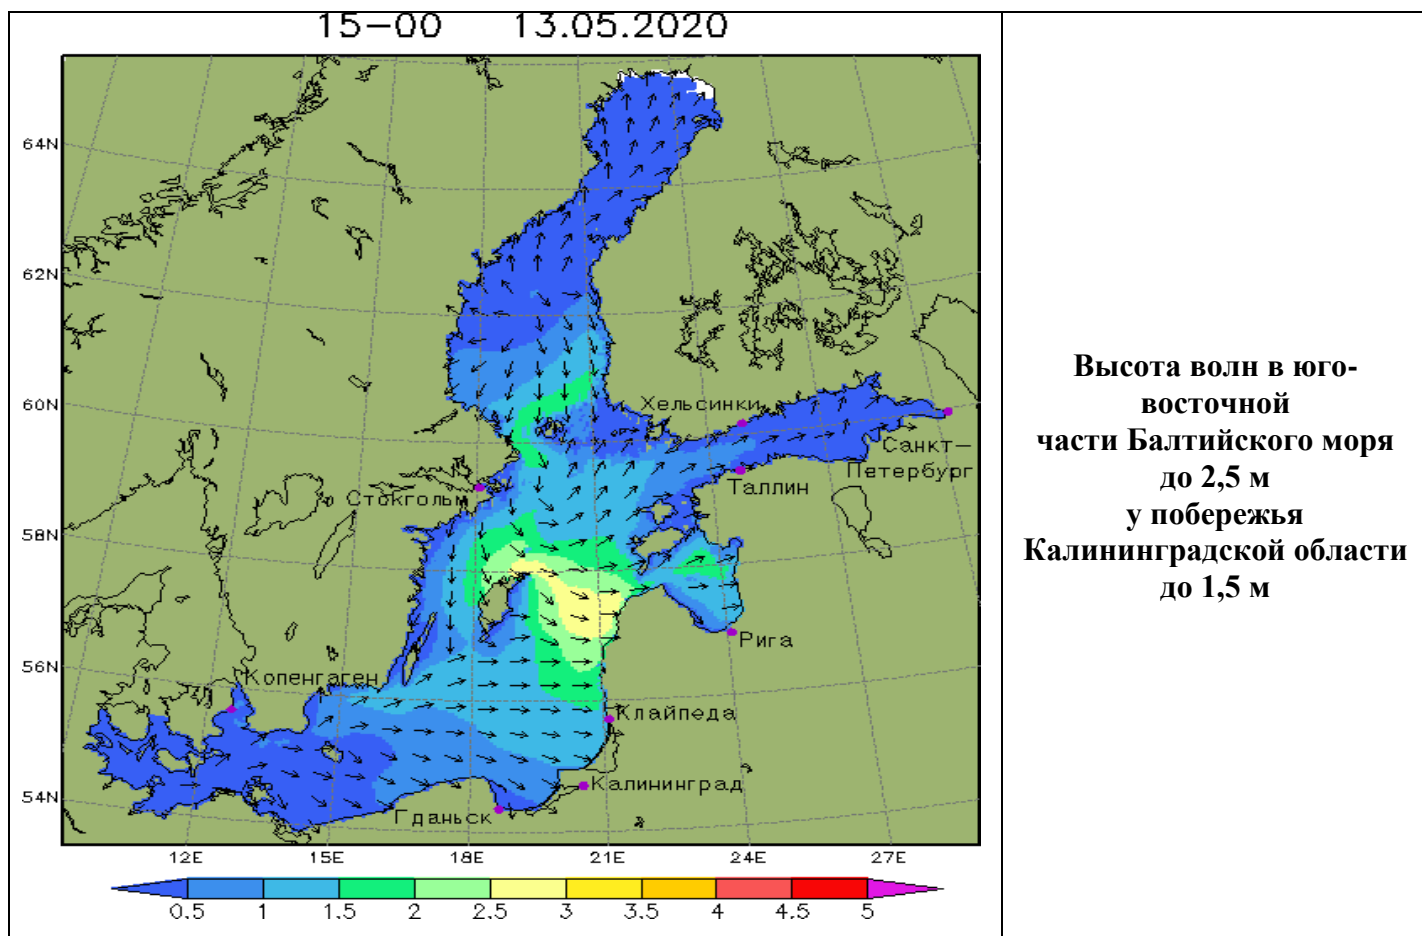 15-00 13.05.2020
64N
62N
60N
58N
56N
54N
Хельсинки
Санкт-
Петербург
Таллин
Стокгольм
Рига
Копенгаген
Клайпеда
Калининград
Гданьск
12E 15E 18E 21E 24E 27E
0.5 1 1.5 2 2.5 3 3.5 4 4.5 5
Высота волн в юго-
восточной
части Балтийского моря
до 2,5 м
у побережья
Калининградской области
до 1,5 м